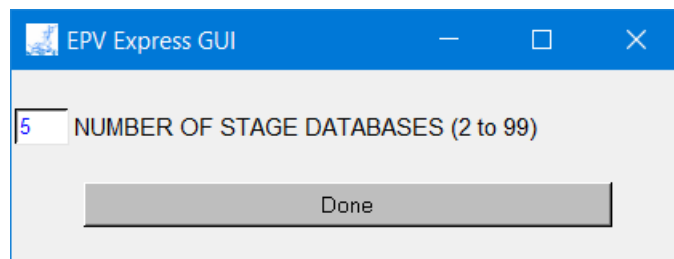 EPV Express GUI
5 NUMBER OF STAGE DATABASES (2 to 99)
Done